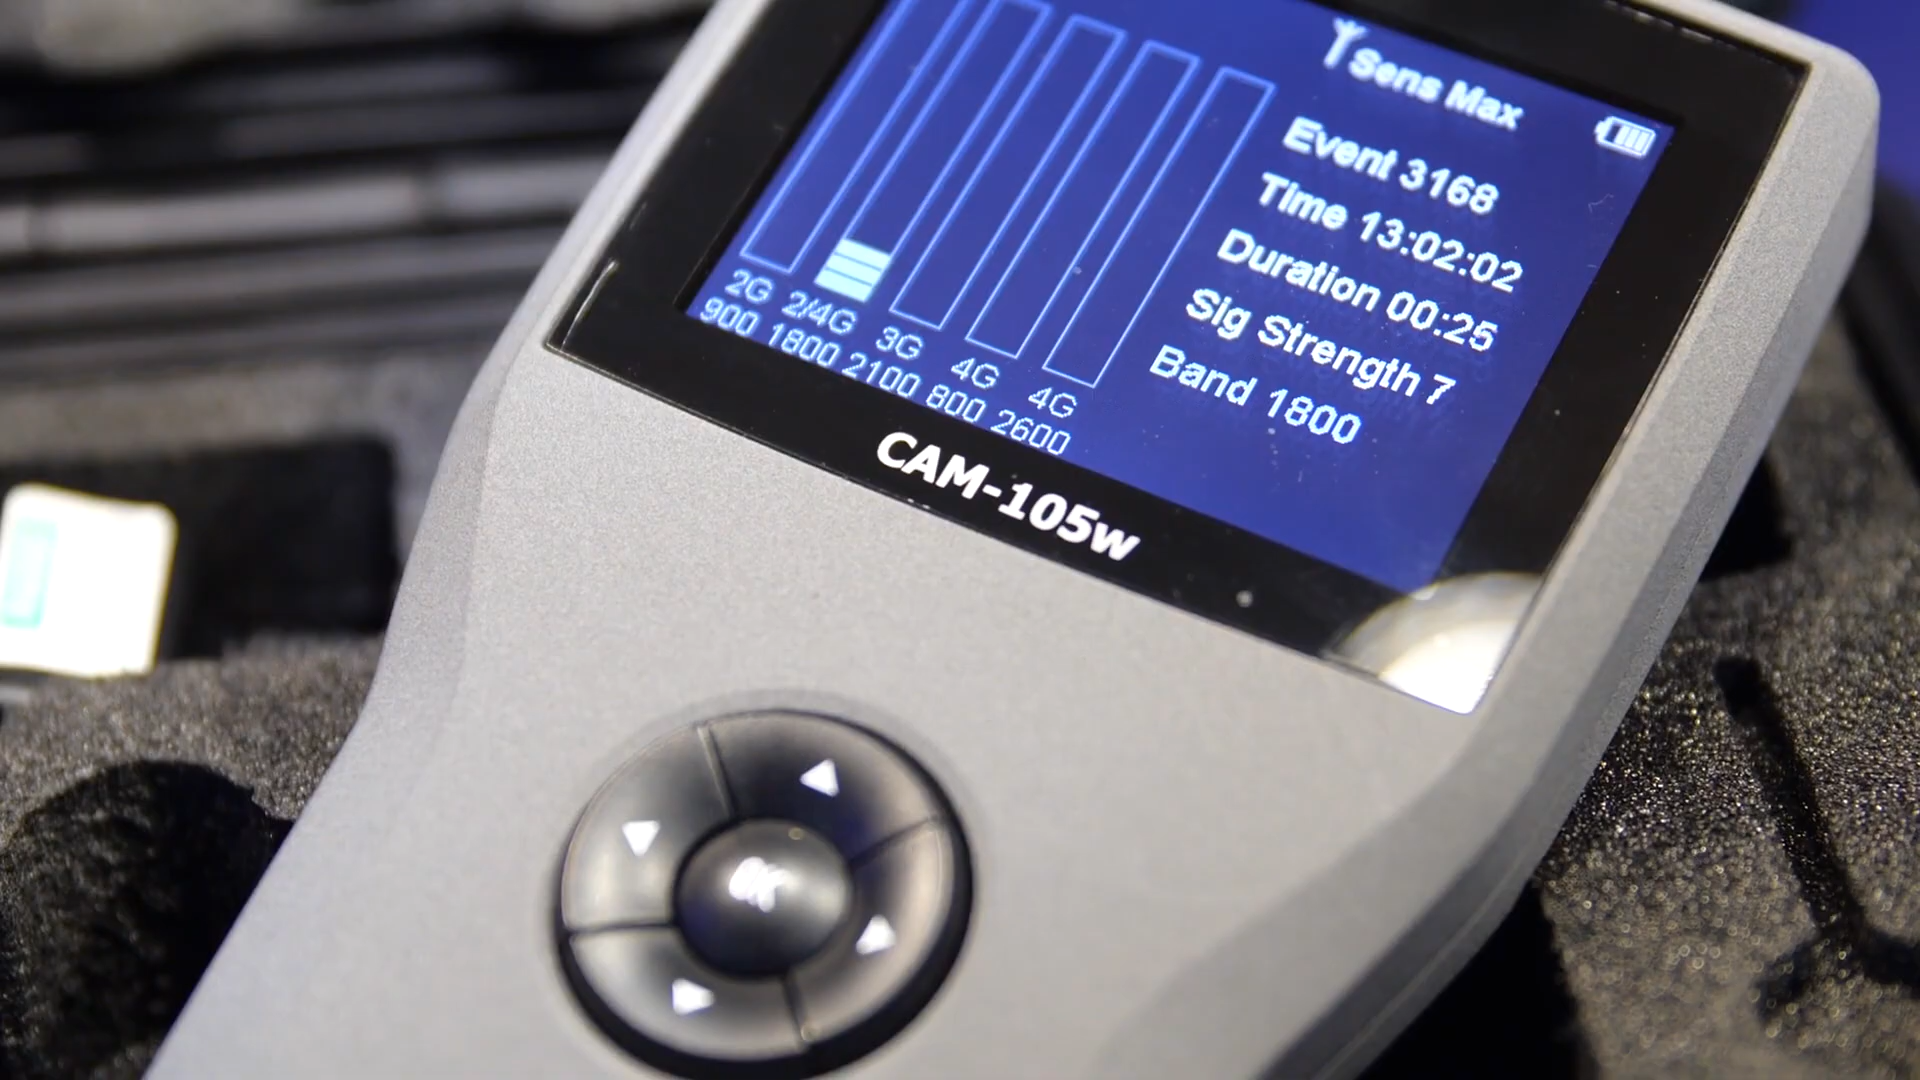 Sens Max
Event 3168
Time 13:02:02
Duration 00:25
Sig Strength 7
Band 1800
2G 2/4G 3G 4G 4G
900 1800 2100 800 2600
CAM-105w
OK